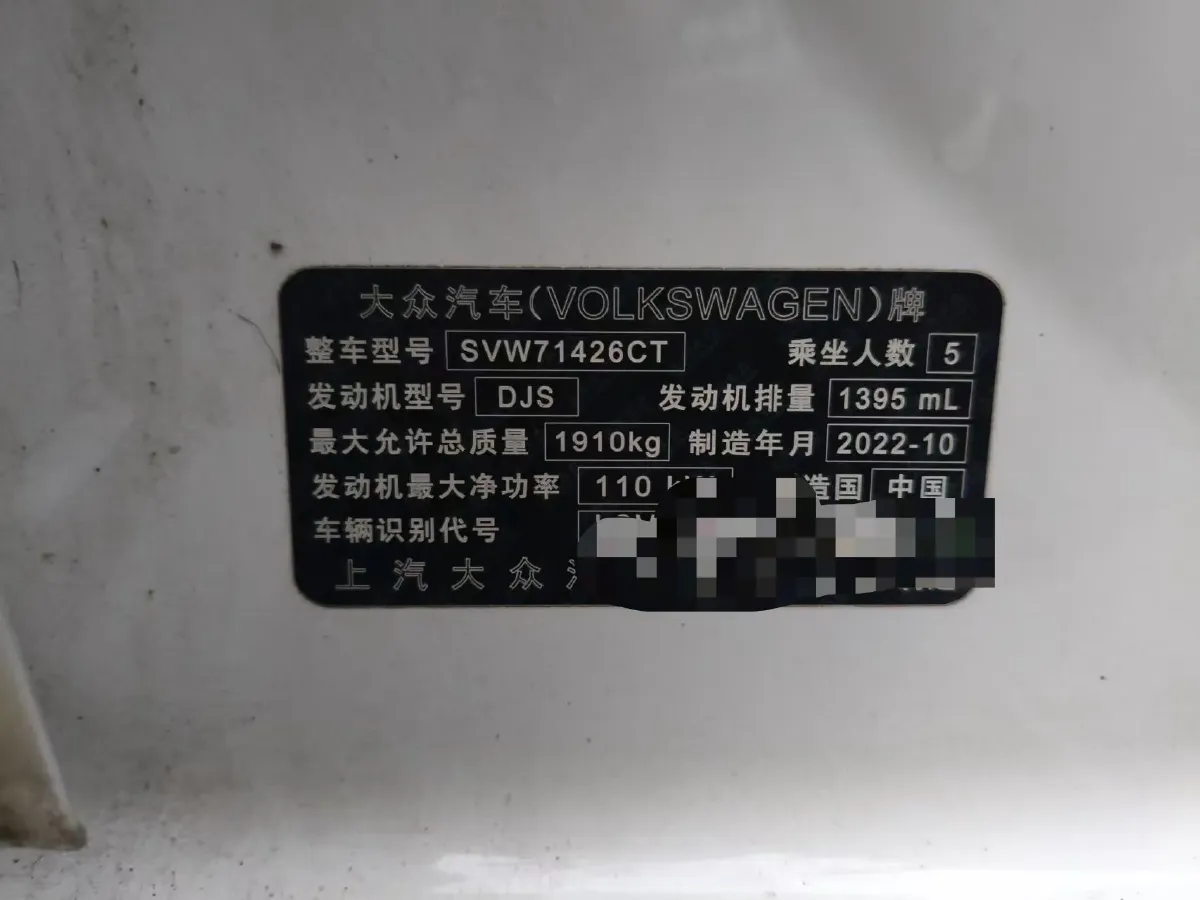 大众汽车(VOLKSWAGEN)牌
整车型号 SVW71426CT 乘坐人数 5
发动机型号 DJS 发动机排量 1395 mL
最大允许总质量 1910kg 制造年月 2022-10
发动机最大净功率 110 造国 中国
车辆识别代号
上汽大众